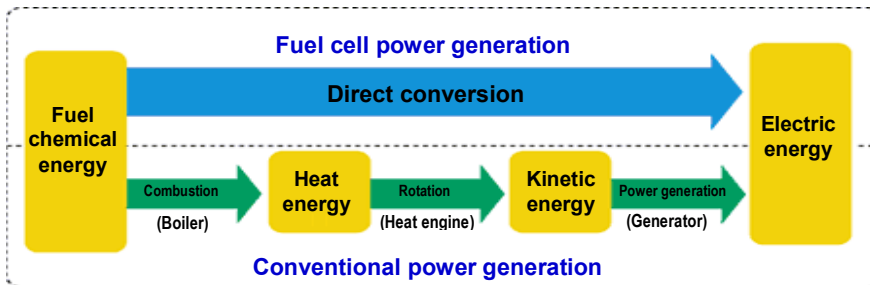 Fuel cell power generation
Direct conversion
Fuel
chemical
energy
Electric
energy
Combustion
(Boiler)
Heat
energy
Rotation
(Heat engine)
Kinetic
energy
Power generation
(Generator)
Conventional power generation